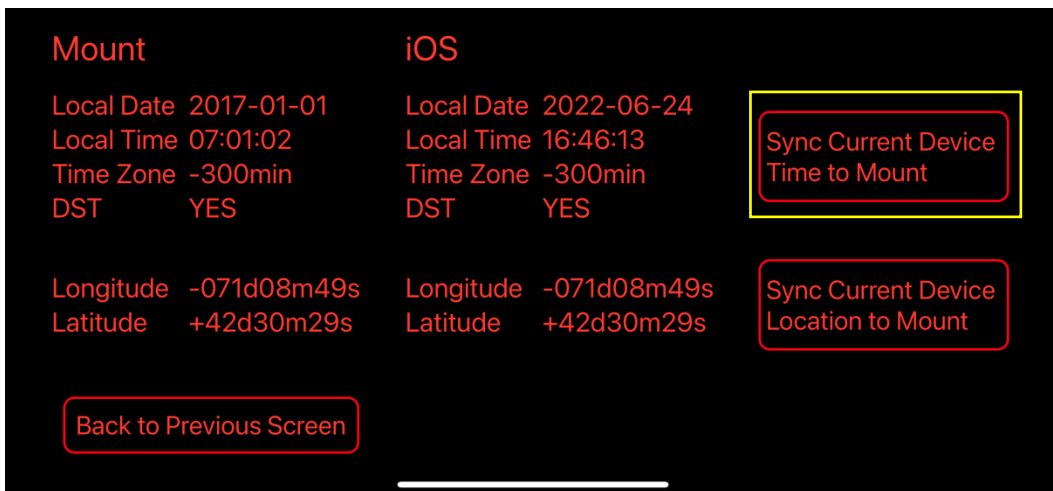 Mount
Local Date 2017-01-01
Local Time 07:01:02
Time Zone -300min
DST YES
Longitude -071d08m49s
Latitude +42d30m29s
iOS
Local Date 2022-06-24
Local Time 16:46:13
Time Zone -300min
DST YES
Longitude -071d08m49s
Latitude +42d30m29s
Sync Current Device
Time to Mount
Sync Current Device
Location to Mount
Back to Previous Screen